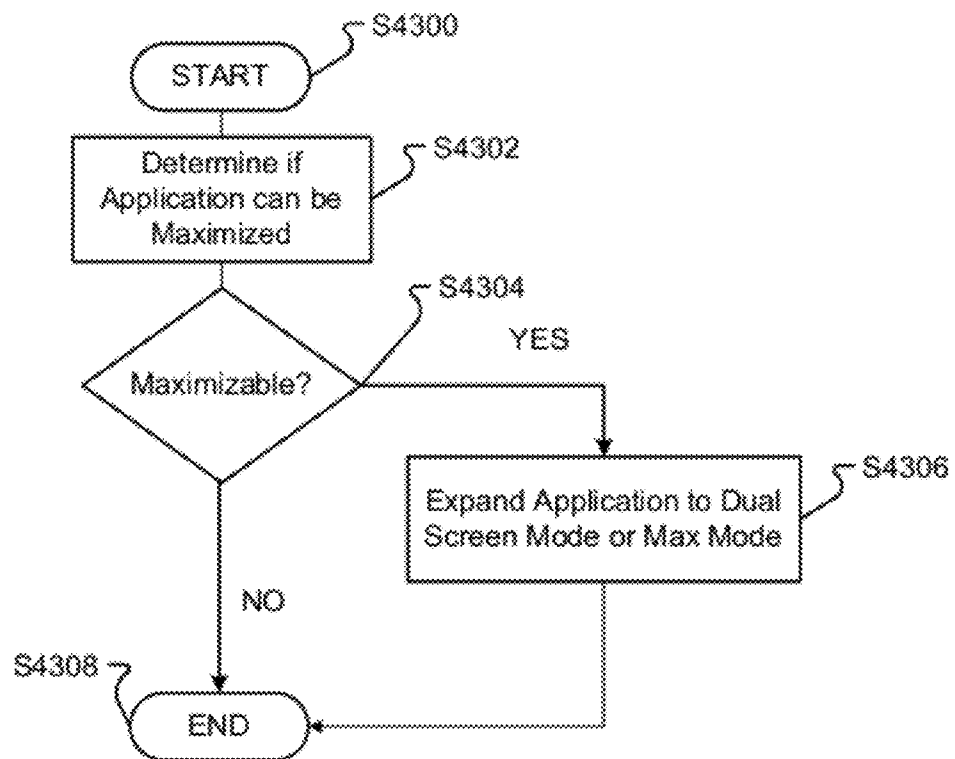 S4300
START
S4302
Determine if
Application can be
Maximized
S4304
YES
Maximizable?
S4306
Expand Application to Dual
Screen Mode or Max Mode
NO
S4308
END